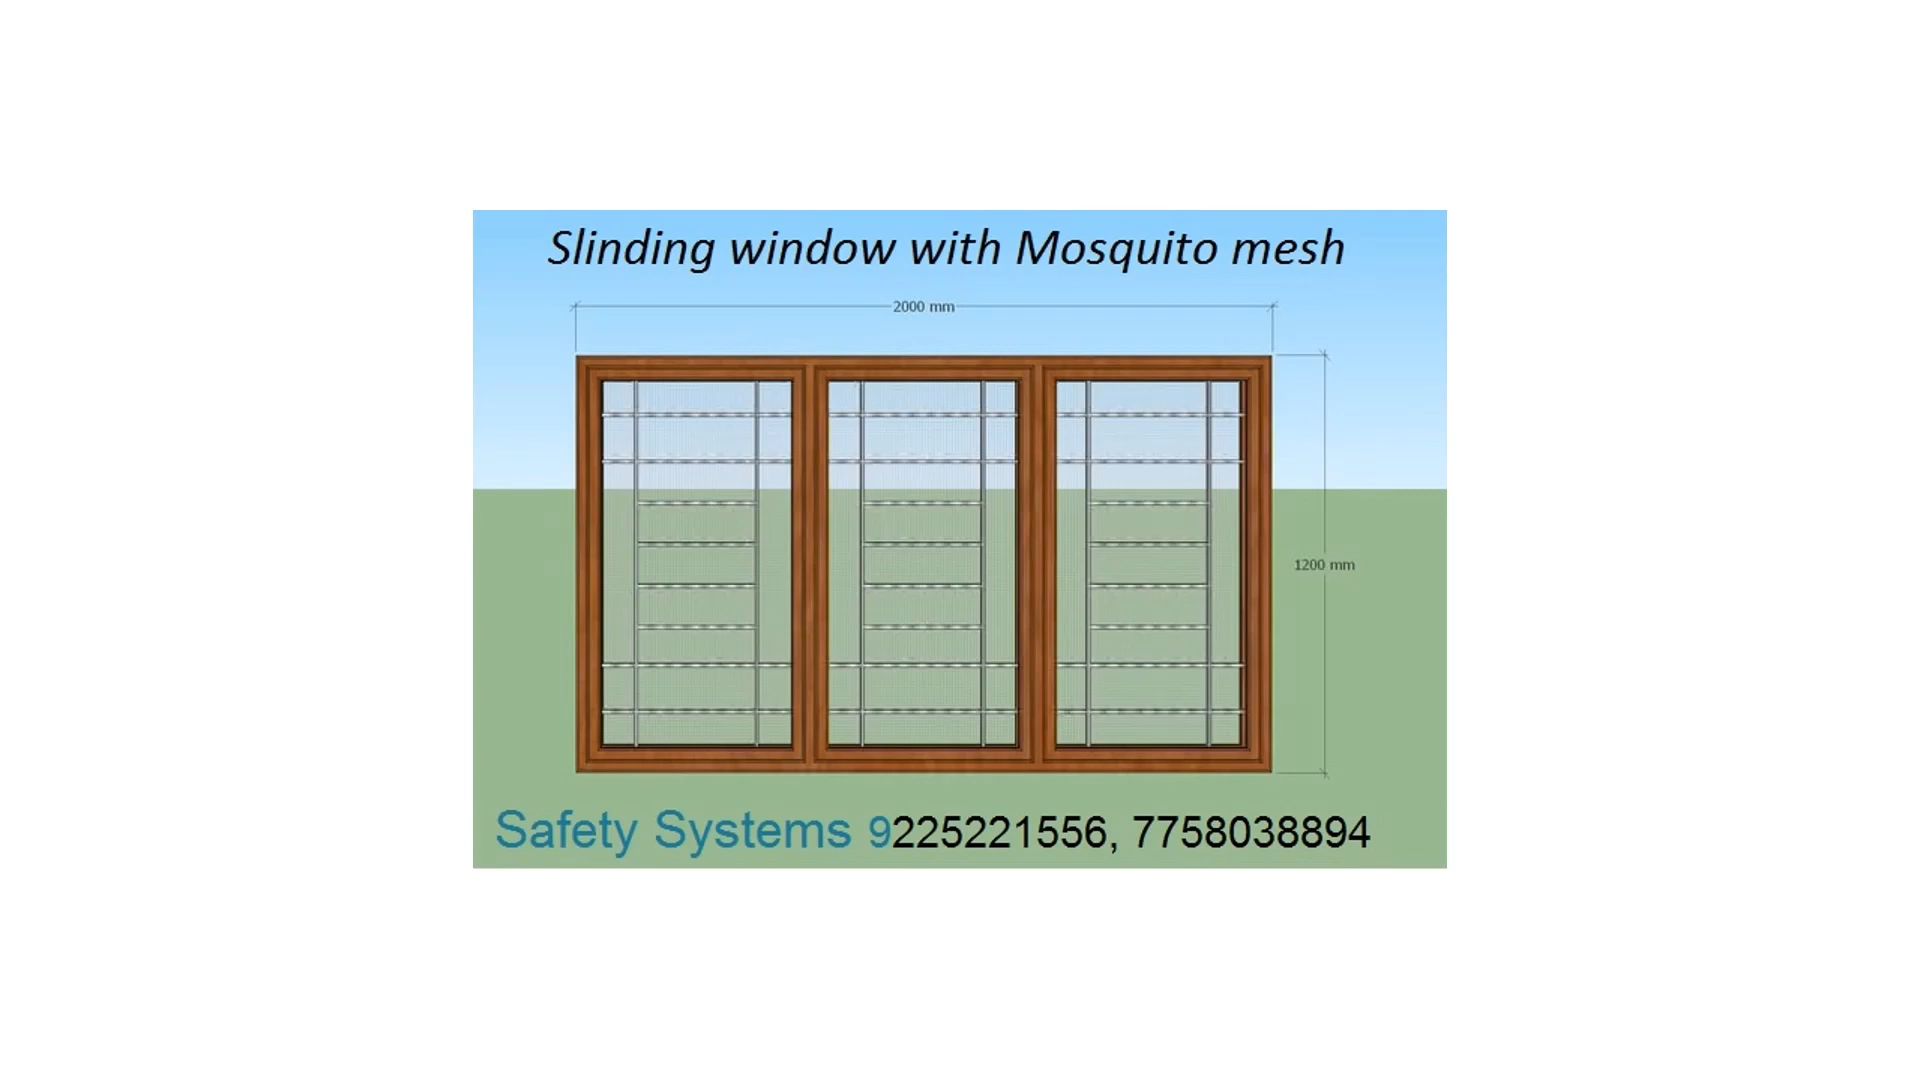 Slinding window with Mosquito mesh
2000 mm
1200 mm
Safety Systems 9225221556, 7758038894